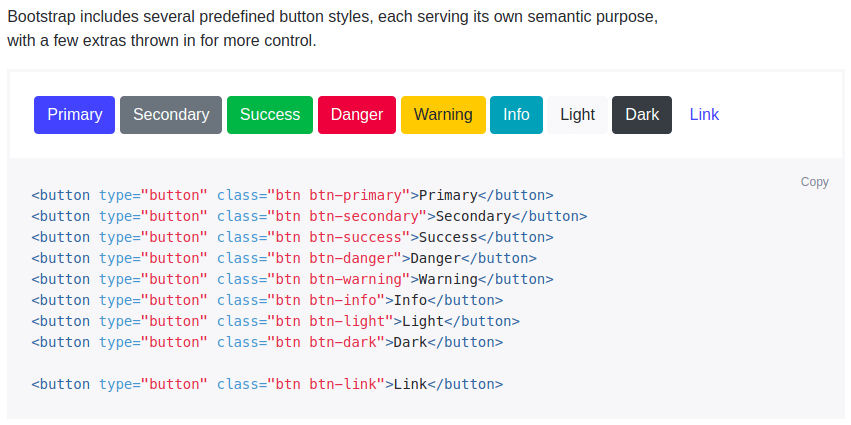 Bootstrap includes several predefined button styles, each serving its own semantic purpose,
with a few extras thrown in for more control.
Primary Secondary Success Danger Warning Info Light Dark Link
Copy
<button type="button" class="btn btn-primary">Primary</button>
<button type="button" class="btn btn-secondary">Secondary</button>
<button type="button" class="btn btn-success">Success</button>
<button type="button" class="btn btn-danger">Danger</button>
<button type="button" class="btn btn-warning">Warning</button>
<button type="button" class="btn btn-info">Info</button>
<button type="button" class="btn btn-light">Light</button>
<button type="button" class="btn btn-dark">Dark</button>
<button type="button" class="btn btn-link">Link</button>